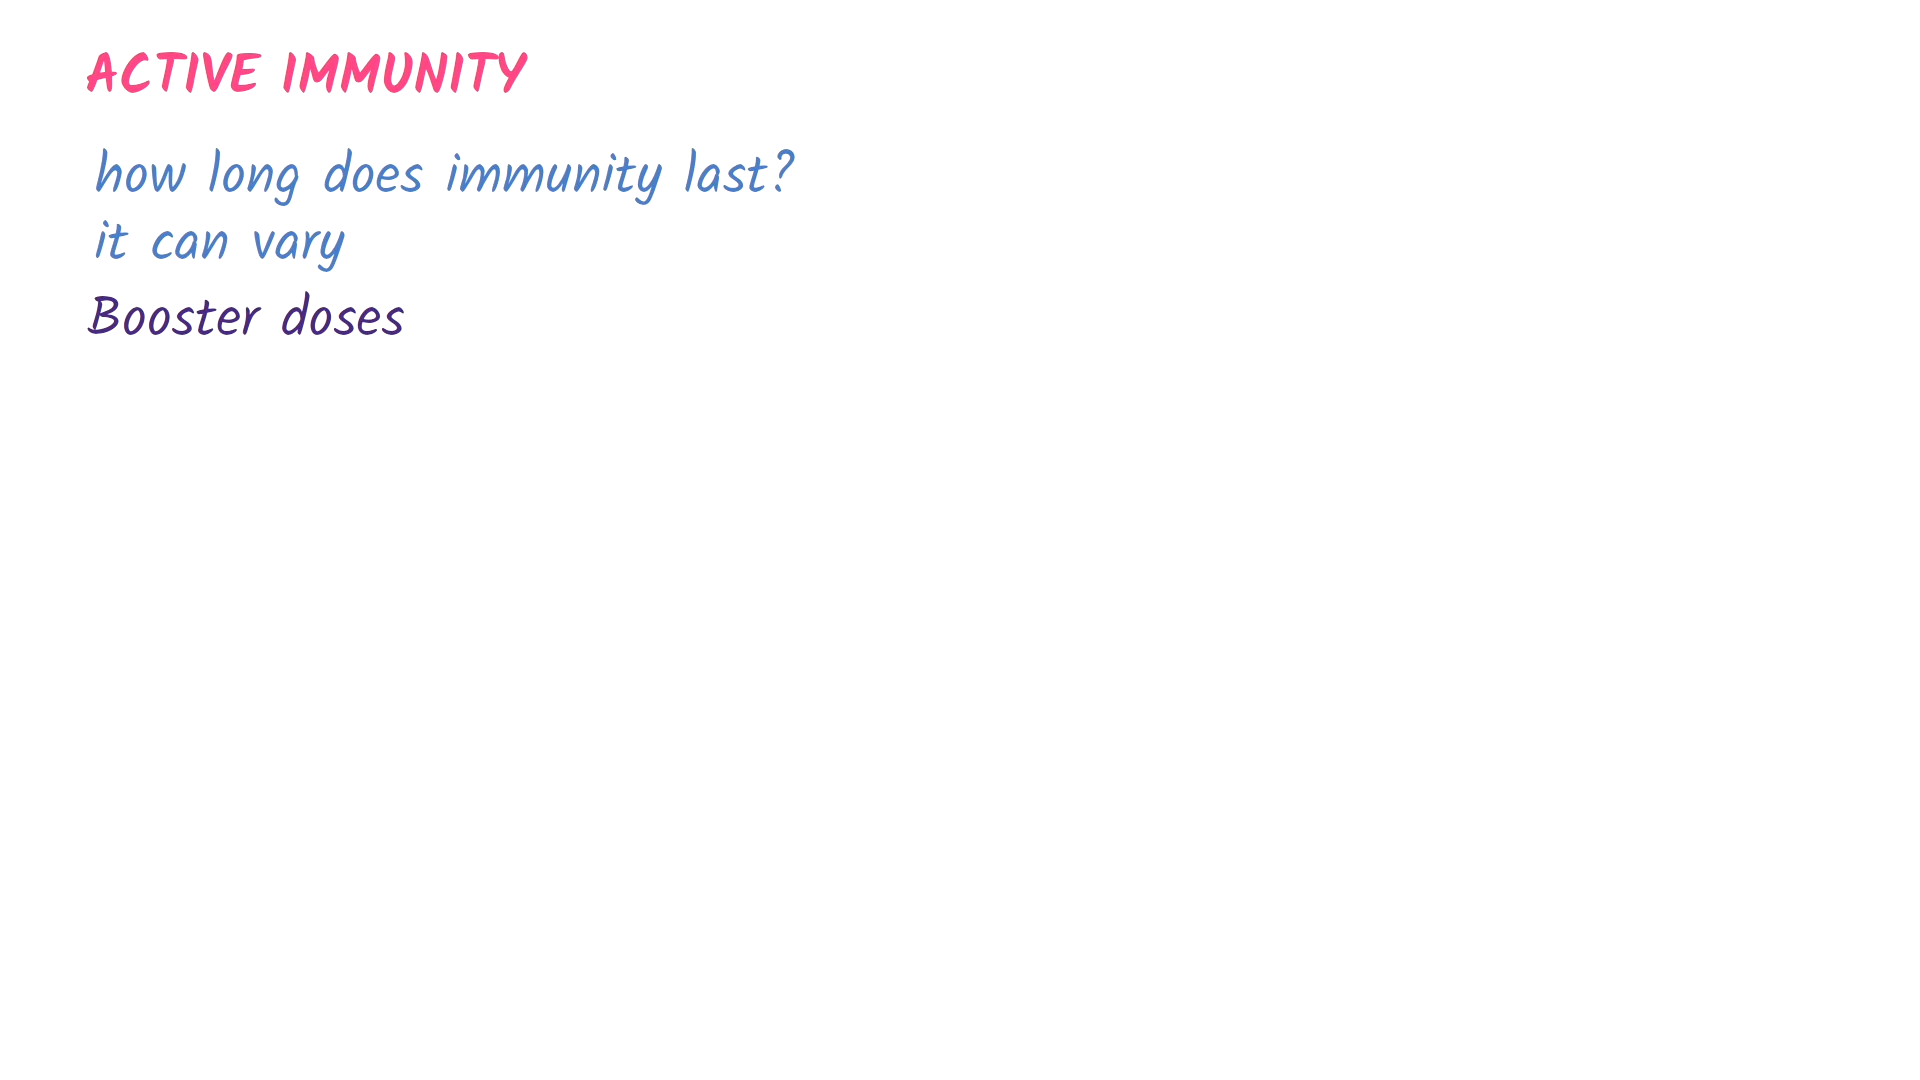 ACTIVE IMMUNITY
how long does immunity last?
it can vary
Booster doses